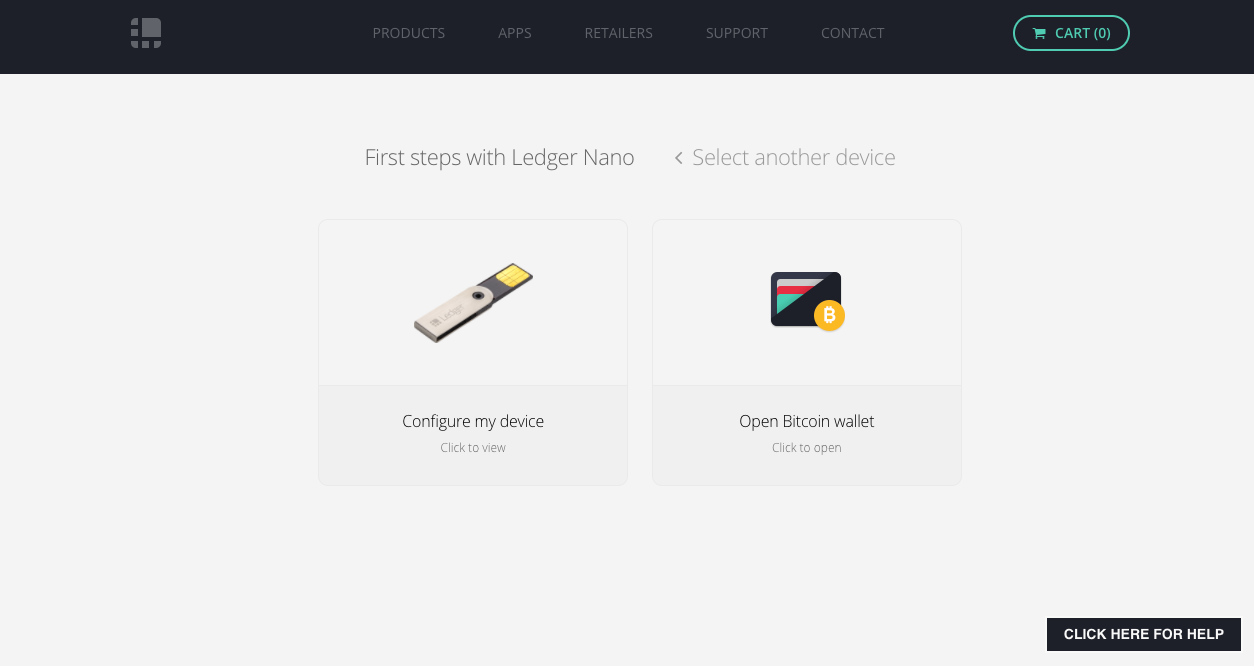 PRODUCTS APPS RETAILERS SUPPORT CONTACT CART (0)
First steps with Ledger Nano Select another device
Ledger
Configure my device Open Bitcoin wallet
Click to view Click to open
CLICK HERE FOR HELP